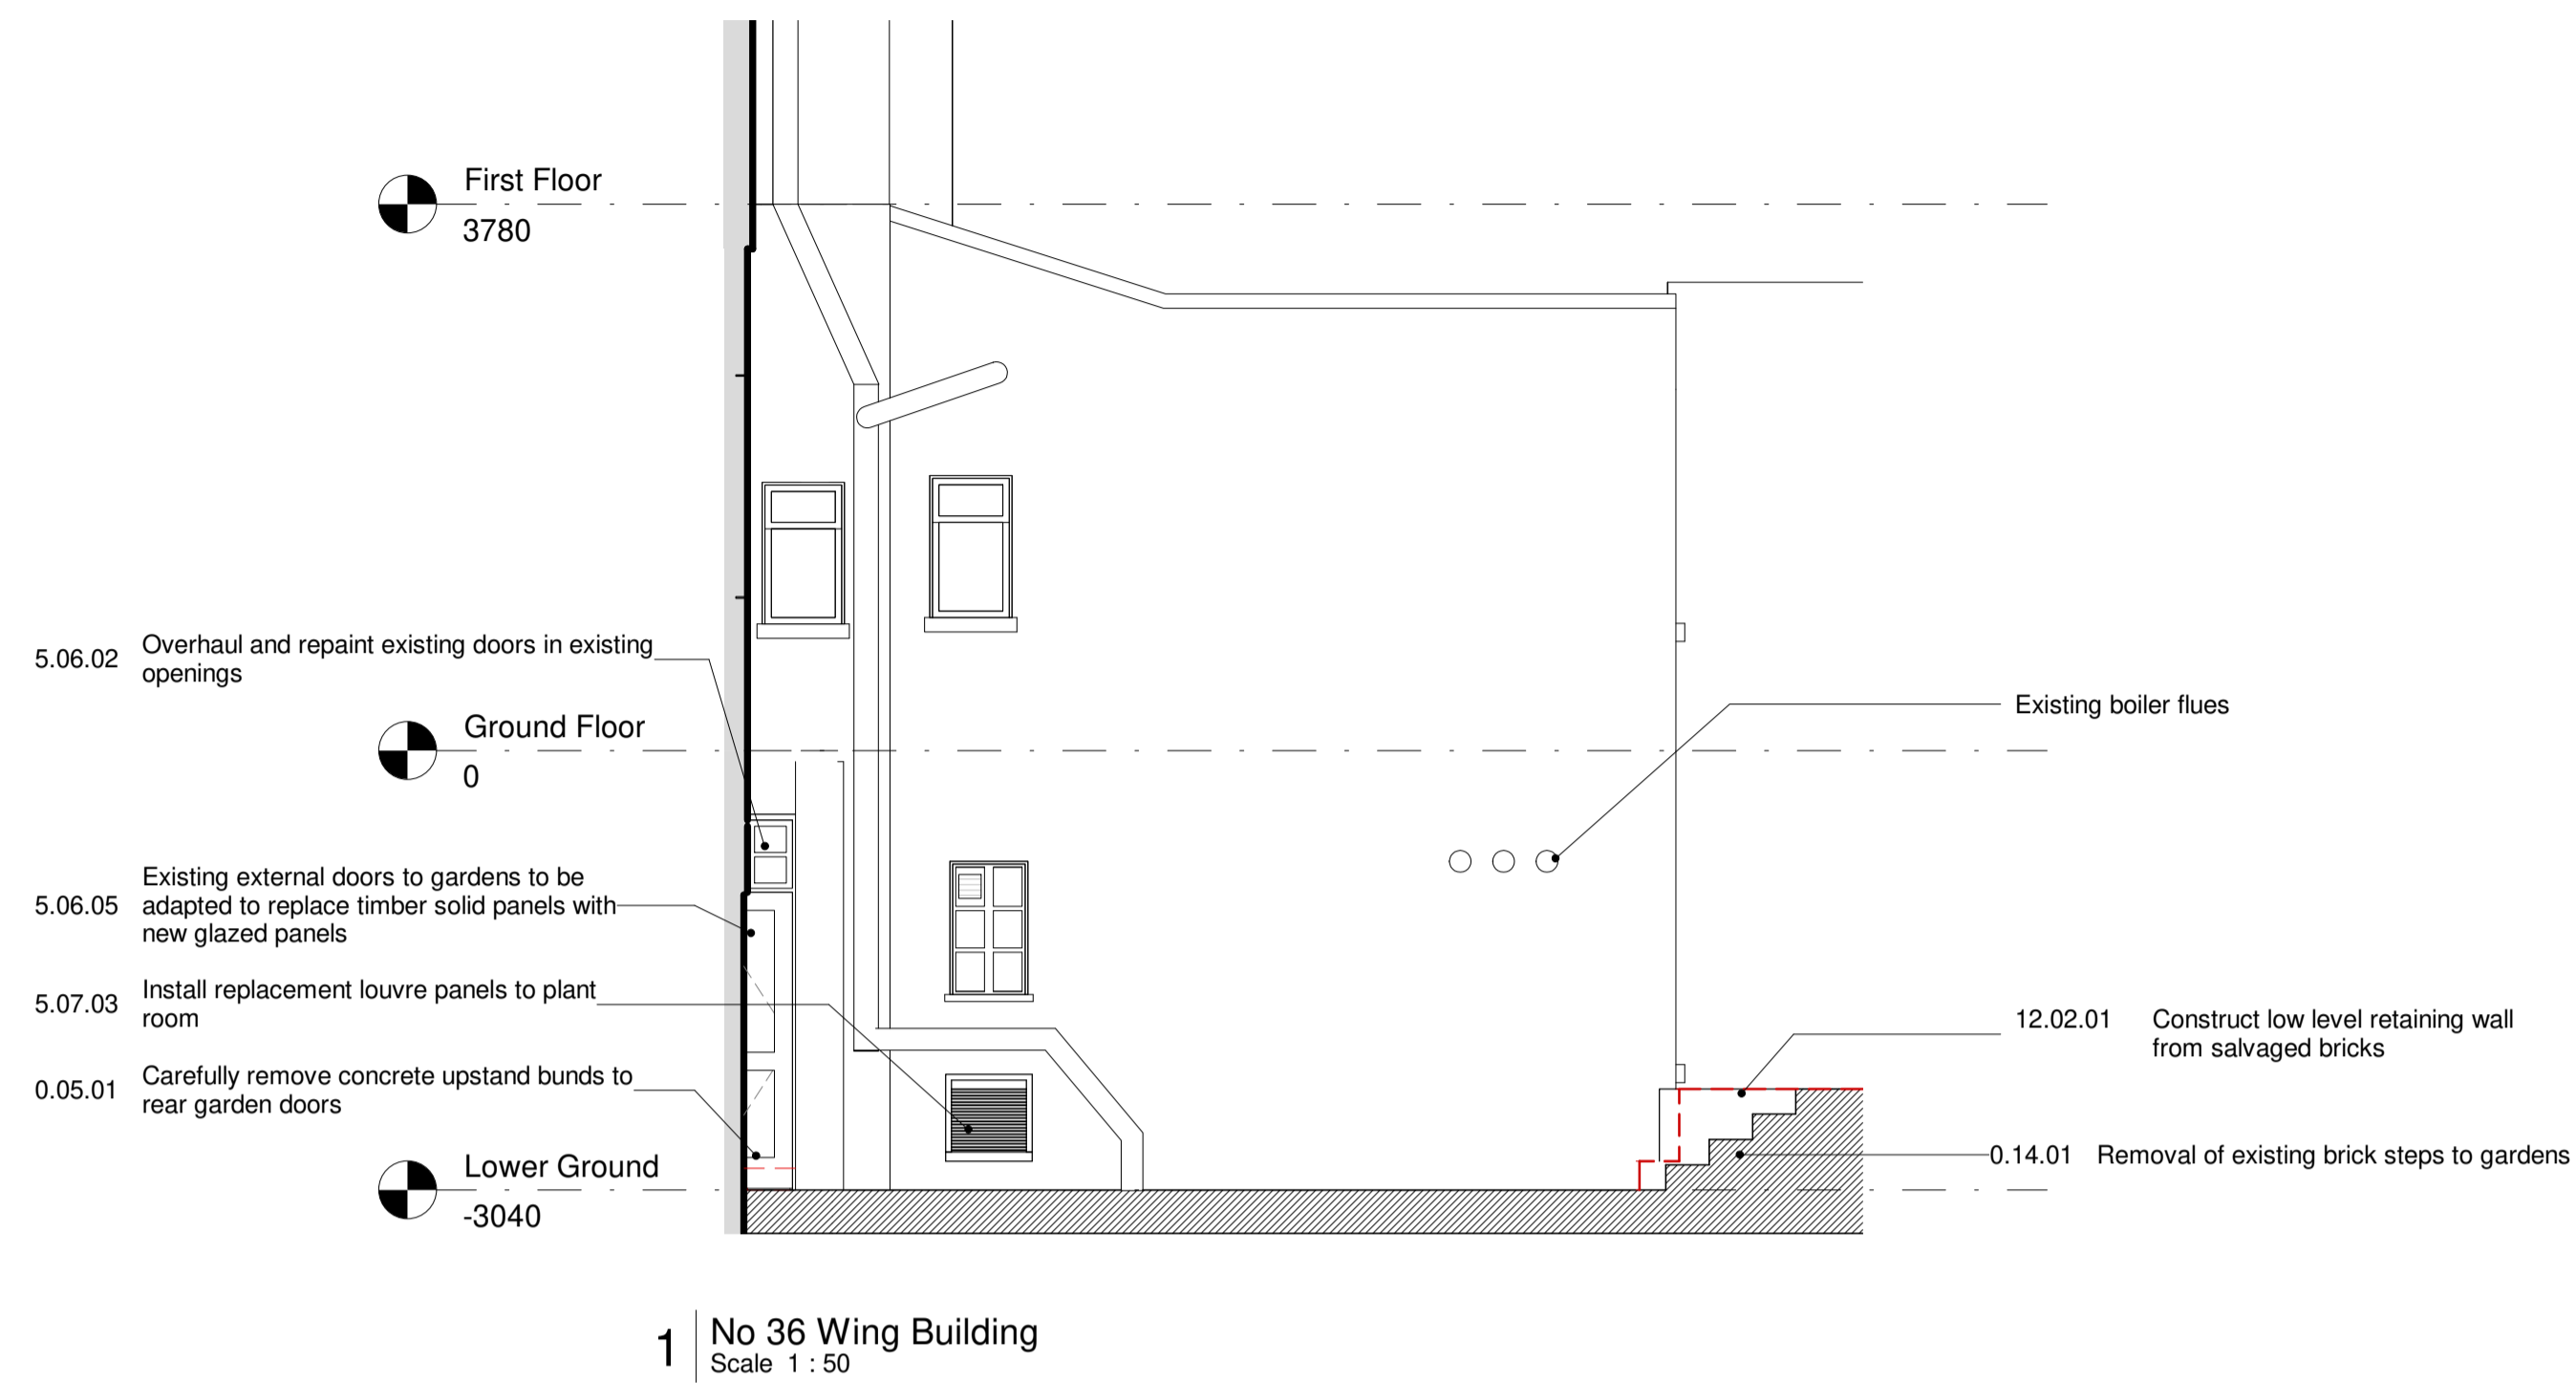 First Floor
3780
5.06.02
Overhaul and repaint existing doors in existing
openings
Ground Floor
0
Existing boiler flues
5.06.05
Existing external doors to gardens to be
adapted to replace timber solid panels with
new glazed panels
5.07.03
Install replacement louvre panels to plant
room
12.02.01
Construct low level retaining wall
from salvaged bricks
0.05.01
Carefully remove concrete upstand bunds to
rear garden doors
0.14.01 Removal of existing brick steps to gardens
Lower Ground
-3040
1
No 36 Wing Building
Scale 1 : 50